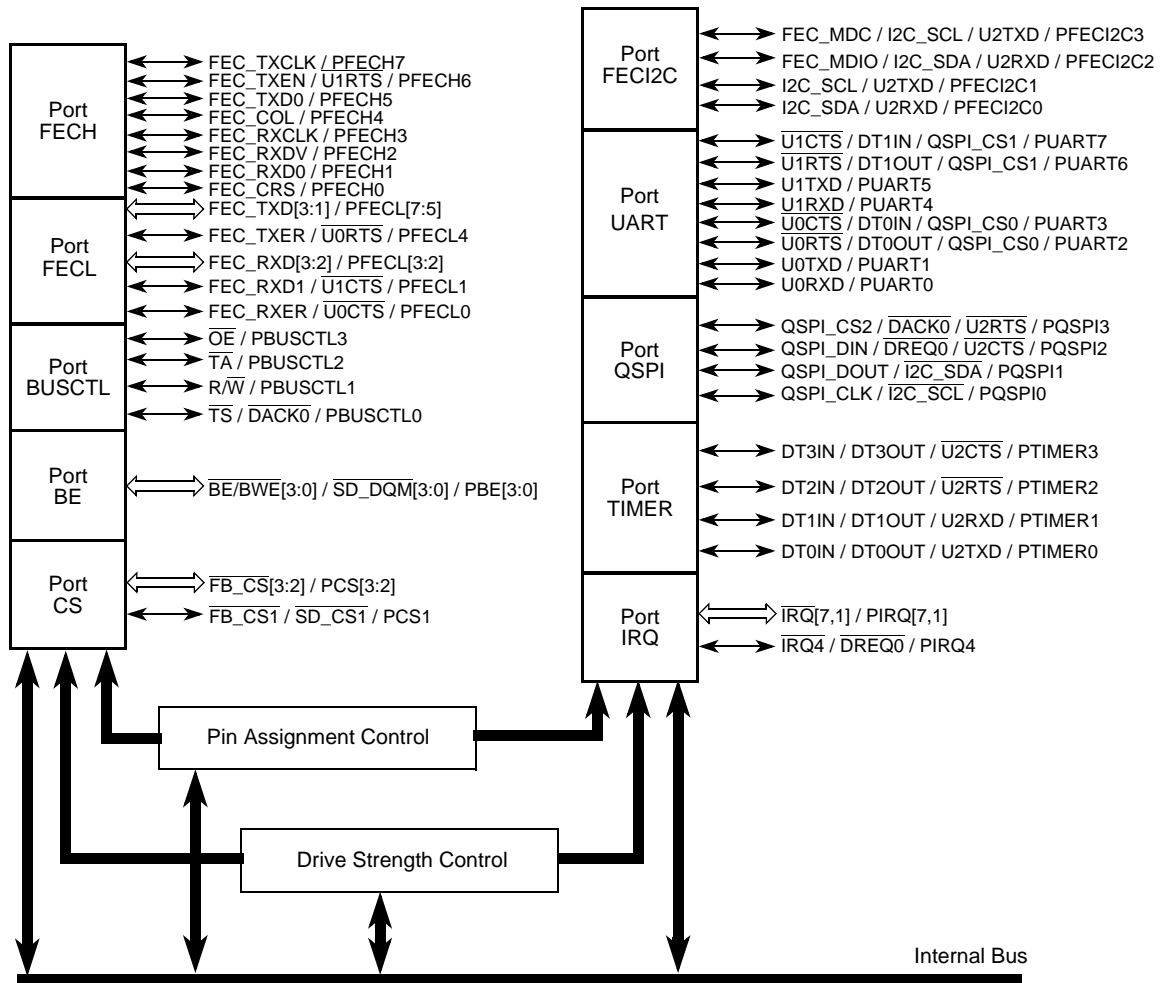 Port
FECH
FEC_TXCLK / PFECH7
FEC_TXEN / U1RTS / PFECH6
FEC_TXD0 / PFECH5
FEC_COL / PFECH4
FEC_RXCLK / PFECH3
FEC_RXDV / PFECH2
FEC_RXD0 / PFECH1
FEC_CRS / PFECH0
Port
FECL
FEC_TXD[3:1] / PFECL[7:5]
FEC_TXER / U0RTS / PFECL4
FEC_RXD[3:2] / PFECL[3:2]
FEC_RXD1 / U1CTS / PFECL1
FEC_RXER / U0CTS / PFECL0
Port
BUSCTL
OE / PBUSCTL3
TA / PBUSCTL2
R/W / PBUSCTL1
TS / DACK0 / PBUSCTL0
Port
BE
BE/BWE[3:0] / SD_DQM[3:0] / PBE[3:0]
Port
CS
FB_CS[3:2] / PCS[3:2]
FB_CS1 / SD_CS1 / PCS1
Port
FECI2C
FEC_MDC / I2C_SCL / U2TXD / PFECI2C3
FEC_MDIO / I2C_SDA / U2RXD / PFECI2C2
I2C_SCL / U2TXD / PFECI2C1
I2C_SDA / U2RXD / PFECI2C0
Port
UART
U1CTS / DT1IN / QSPI_CS1 / PUART7
U1RTS / DT1OUT / QSPI_CS1 / PUART6
U1TXD / PUART5
U1RXD / PUART4
U0CTS / DT0IN / QSPI_CS0 / PUART3
U0RTS / DT0OUT / QSPI_CS0 / PUART2
U0TXD / PUART1
U0RXD / PUART0
Port
QSPI
QSPI_CS2 / DACK0 / U2RTS / PQSPI3
QSPI_DIN / DREQ0 / U2CTS / PQSPI2
QSPI_DOUT / I2C_SDA / PQSPI1
QSPI_CLK / I2C_SCL / PQSPI0
Port
TIMER
DT3IN / DT3OUT / U2CTS / PTIMER3
DT2IN / DT2OUT / U2RTS / PTIMER2
DT1IN / DT1OUT / U2RXD / PTIMER1
DT0IN / DT0OUT / U2TXD / PTIMER0
Port
IRQ
IRQ[7,1] / PIRQ[7,1]
IRQ4 / DREQ0 / PIRQ4
Pin Assignment Control
Drive Strength Control
Internal Bus